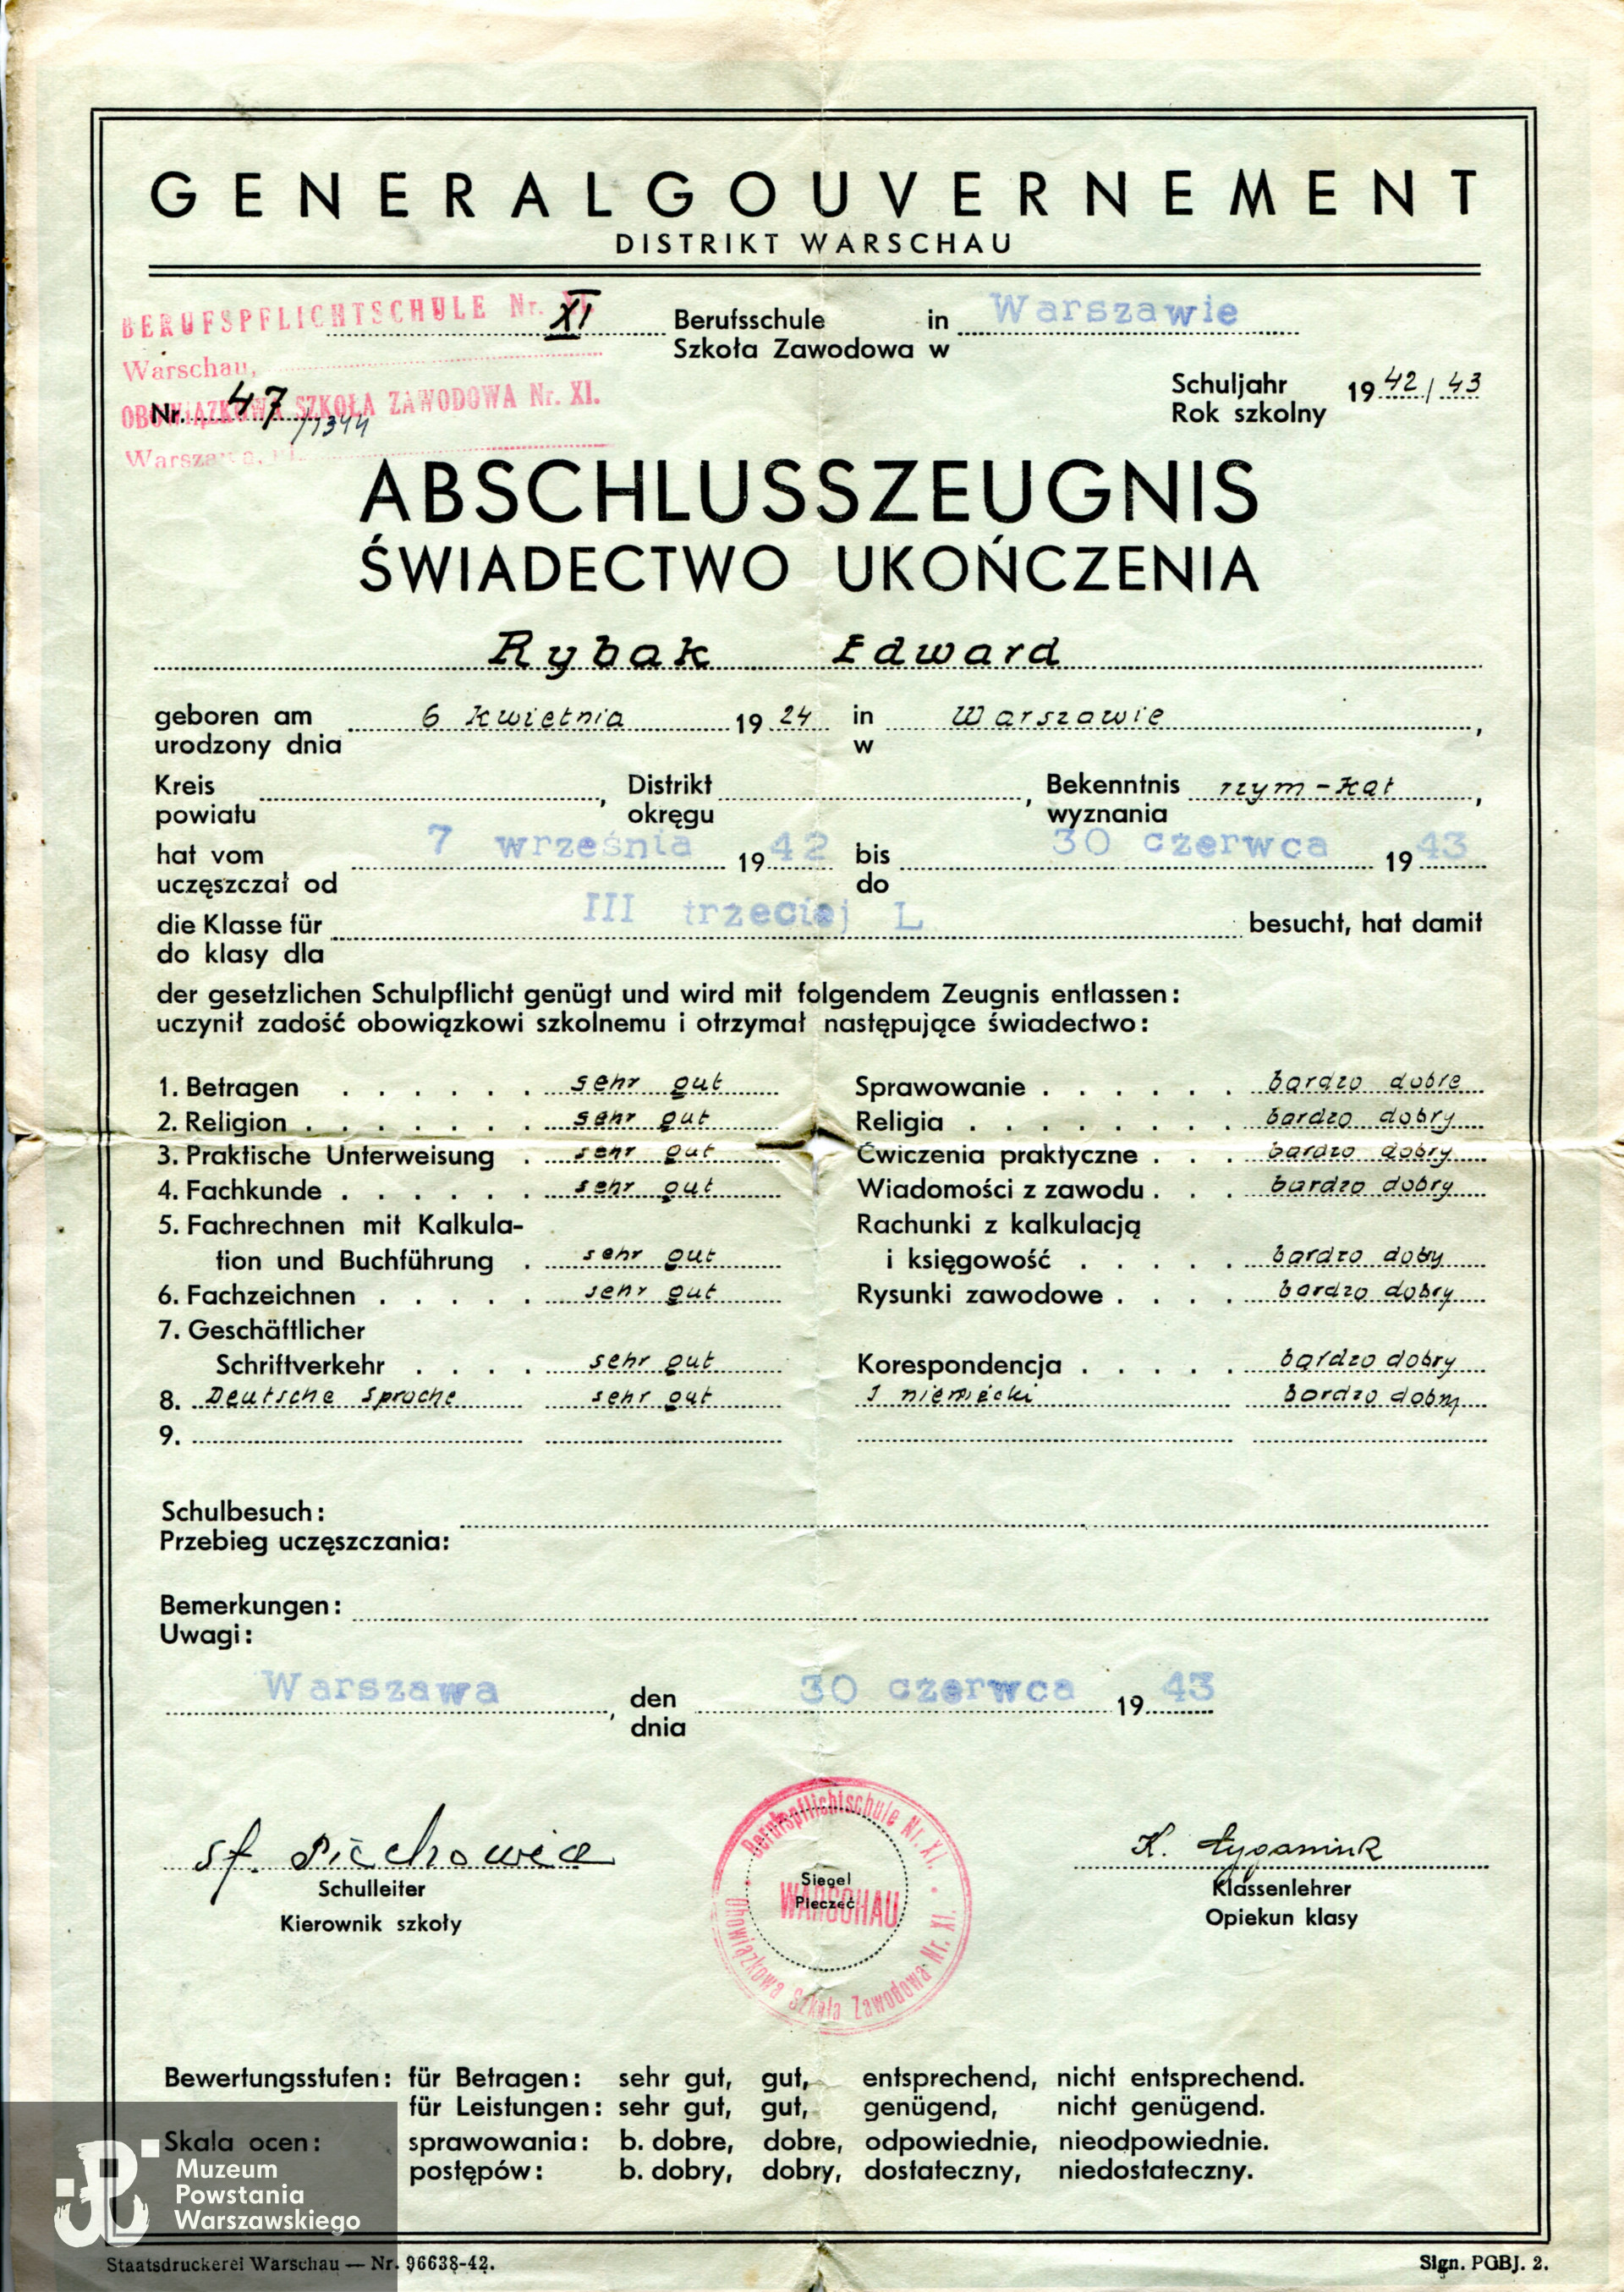 GENERALGOUVERNEMENT
DISTRIKT WARSCHAU
BERUFSPFLICHTSCHULE Nr. XI.
XI Berufsschule in Warszawie
Szkoła Zawodowa w
Warschau,
OBOWIĄZKOWA SZKOŁA ZAWODOWA Nr. XI.
Nr. 47/1344
Warszawa,
Schuljahr 1942/43
Rok szkolny
ABSCHLUSSZEUGNIS
ŚWIADECTWO UKOŃCZENIA
Rybak Edward
geboren am 6 kwietnia 1924 in Warszawie,
urodzony dnia w
Kreis , Distrikt , Bekenntnis rzym-kat,
powiatu okręgu wyznania
hat vom 7 września 1942 bis 30 czerwca 1943
uczęszczał od do
die Klasse für III trzeciej L besucht, hat damit
do klasy dla
der gesetzlichen Schulpflicht genügt und wird mit folgendem Zeugnis entlassen:
uczynił zadość obowiązkowi szkolnemu i otrzymał następujące świadectwo:
1. Betragen . . . . . . sehr gut Sprawowanie . . . . . . bardzo dobre
2. Religion . . . . . . . sehr gut Religia . . . . . . . . bardzo dobry
3. Praktische Unterweisung . sehr gut Ćwiczenia praktyczne . . . bardzo dobry
4. Fachkunde . . . . . . sehr gut Wiadomości z zawodu . . . bardzo dobry
5. Fachrechnen mit Kalkula- Rachunki z kalkulacją
tion und Buchführung . sehr gut i księgowość . . . . . bardzo doby
6. Fachzeichnen . . . . . sehr gut Rysunki zawodowe . . . . bardzo dobry
7. Geschäftlicher
Schriftverkehr . . . . sehr gut Korespondencja . . . . . bardzo dobry
8. Deutsche Sprache sehr gut J niemiecki bardzo dobry
9.
Schulbesuch:
Przebieg uczęszczania:
Bemerkungen:
Uwagi:
Warszawa, den 30 czerwca 1943
dnia
Berufspflichtschule Nr. XI.
Siegel
Pieczęć
WARSCHAU
Obowiązkowa Szkoła Zawodowa Nr. XI.
St. Piechowicz K.
Schulleiter Klassenlehrer
Kierownik szkoły Opiekun klasy
Bewertungsstufen: für Betragen: sehr gut, gut, entsprechend, nicht entsprechend.
für Leistungen: sehr gut, gut, genügend, nicht genügend.
Skala ocen: sprawowania: b. dobre, dobre, odpowiednie, nieodpowiednie.
postępów: b. dobry, dobry, dostateczny, niedostateczny.
Muzeum
Powstania
Warszawskiego
Staatsdruckerei Warschau — Nr. 96638-42. Sign. PGBJ. 2.